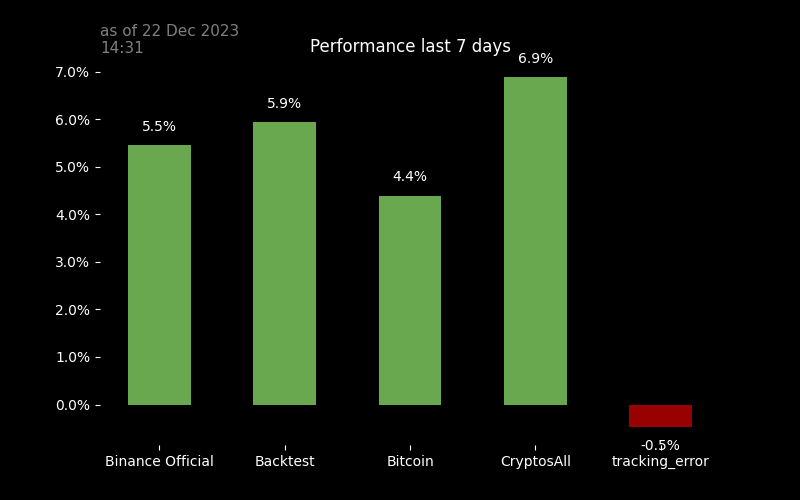 as of 22 Dec 2023
14:31
Performance last 7 days
7.0%
6.0%
5.0%
4.0%
3.0%
2.0%
1.0%
0.0%
5.5%
5.9%
4.4%
6.9%
-0.5%
Binance Official
Backtest
Bitcoin
CryptosAll
tracking_error